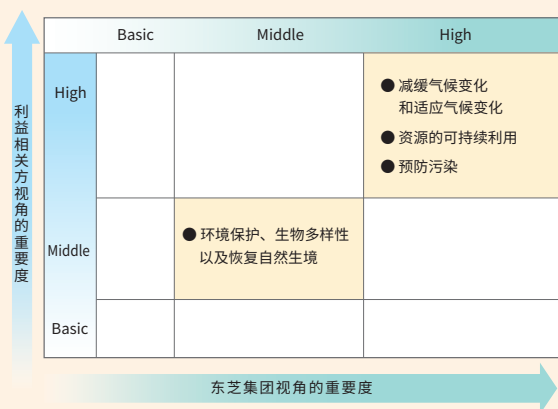 Basic Middle High
High
● 减缓气候变化
和适应气候变化
● 资源的可持续利用
● 预防污染
利益相关方视角的重要度
Middle
● 环境保护、生物多样性
以及恢复自然生境
Basic
东芝集团视角的重要度